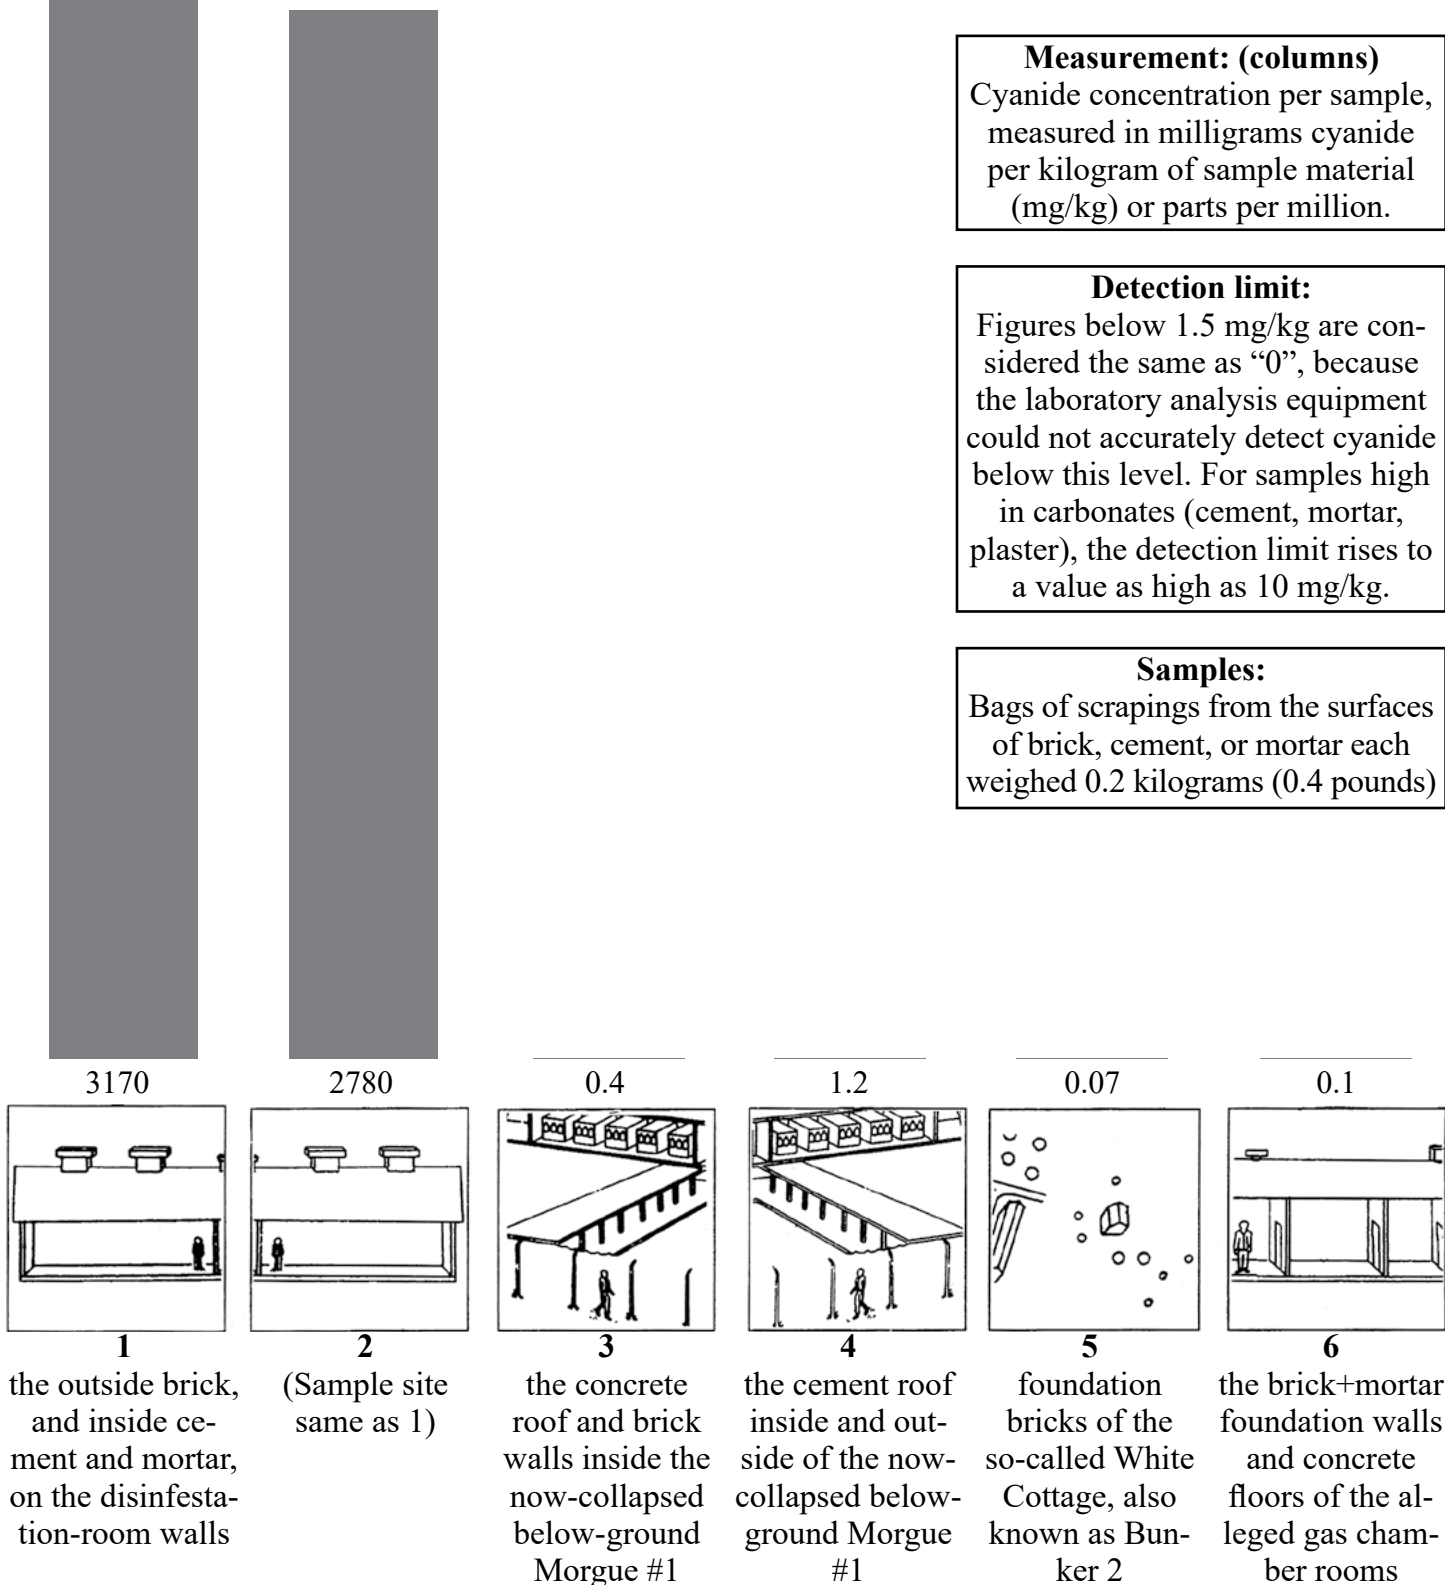 Measurement: (columns)
Cyanide concentration per sample,
measured in milligrams cyanide
per kilogram of sample material
(mg/kg) or parts per million.
Detection limit:
Figures below 1.5 mg/kg are con-
sidered the same as “0”, because
the laboratory analysis equipment
could not accurately detect cyanide
below this level. For samples high
in carbonates (cement, mortar,
plaster), the detection limit rises to
a value as high as 10 mg/kg.
Samples:
Bags of scrapings from the surfaces
of brick, cement, or mortar each
weighed 0.2 kilograms (0.4 pounds)
3170
2780
0.4
1.2
0.07
0.1
1
the outside brick,
and inside ce-
ment and mortar,
on the disinfesta-
tion-room walls
2
(Sample site
same as 1)
3
the concrete
roof and brick
walls inside the
now-collapsed
below-ground
Morgue #1
4
the cement roof
inside and out-
side of the now-
collapsed below-
ground Morgue
#1
5
foundation
bricks of the
so-called White
Cottage, also
known as Bun-
ker 2
6
the brick+mortar
foundation walls
and concrete
floors of the al-
leged gas cham-
ber rooms